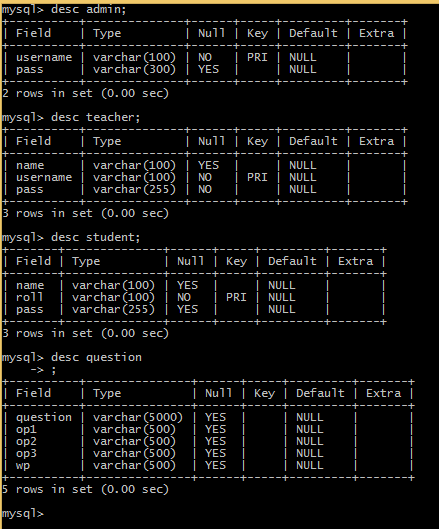 mysql> desc admin;
+----------+--------------+------+-----+---------+-------+
| Field    | Type         | Null | Key | Default | Extra |
+----------+--------------+------+-----+---------+-------+
| username | varchar(100) | NO   | PRI | NULL    |       |
| pass     | varchar(300) | YES  |     | NULL    |       |
+----------+--------------+------+-----+---------+-------+
2 rows in set (0.00 sec)
mysql> desc teacher;
+----------+--------------+------+-----+---------+-------+
| Field    | Type         | Null | Key | Default | Extra |
+----------+--------------+------+-----+---------+-------+
| name     | varchar(100) | YES  |     | NULL    |       |
| username | varchar(100) | NO   | PRI | NULL    |       |
| pass     | varchar(255) | NO   |     | NULL    |       |
+----------+--------------+------+-----+---------+-------+
3 rows in set (0.00 sec)
mysql> desc student;
+-------+--------------+------+-----+---------+-------+
| Field | Type         | Null | Key | Default | Extra |
+-------+--------------+------+-----+---------+-------+
| name  | varchar(100) | YES  |     | NULL    |       |
| roll  | varchar(100) | NO   | PRI | NULL    |       |
| pass  | varchar(255) | YES  |     | NULL    |       |
+-------+--------------+------+-----+---------+-------+
3 rows in set (0.00 sec)
mysql> desc question
    -> ;
+----------+---------------+------+-----+---------+-------+
| Field    | Type          | Null | Key | Default | Extra |
+----------+---------------+------+-----+---------+-------+
| question | varchar(5000) | YES  |     | NULL    |       |
| op1      | varchar(500)  | YES  |     | NULL    |       |
| op2      | varchar(500)  | YES  |     | NULL    |       |
| op3      | varchar(500)  | YES  |     | NULL    |       |
| wp       | varchar(500)  | YES  |     | NULL    |       |
+----------+---------------+------+-----+---------+-------+
5 rows in set (0.00 sec)
mysql>